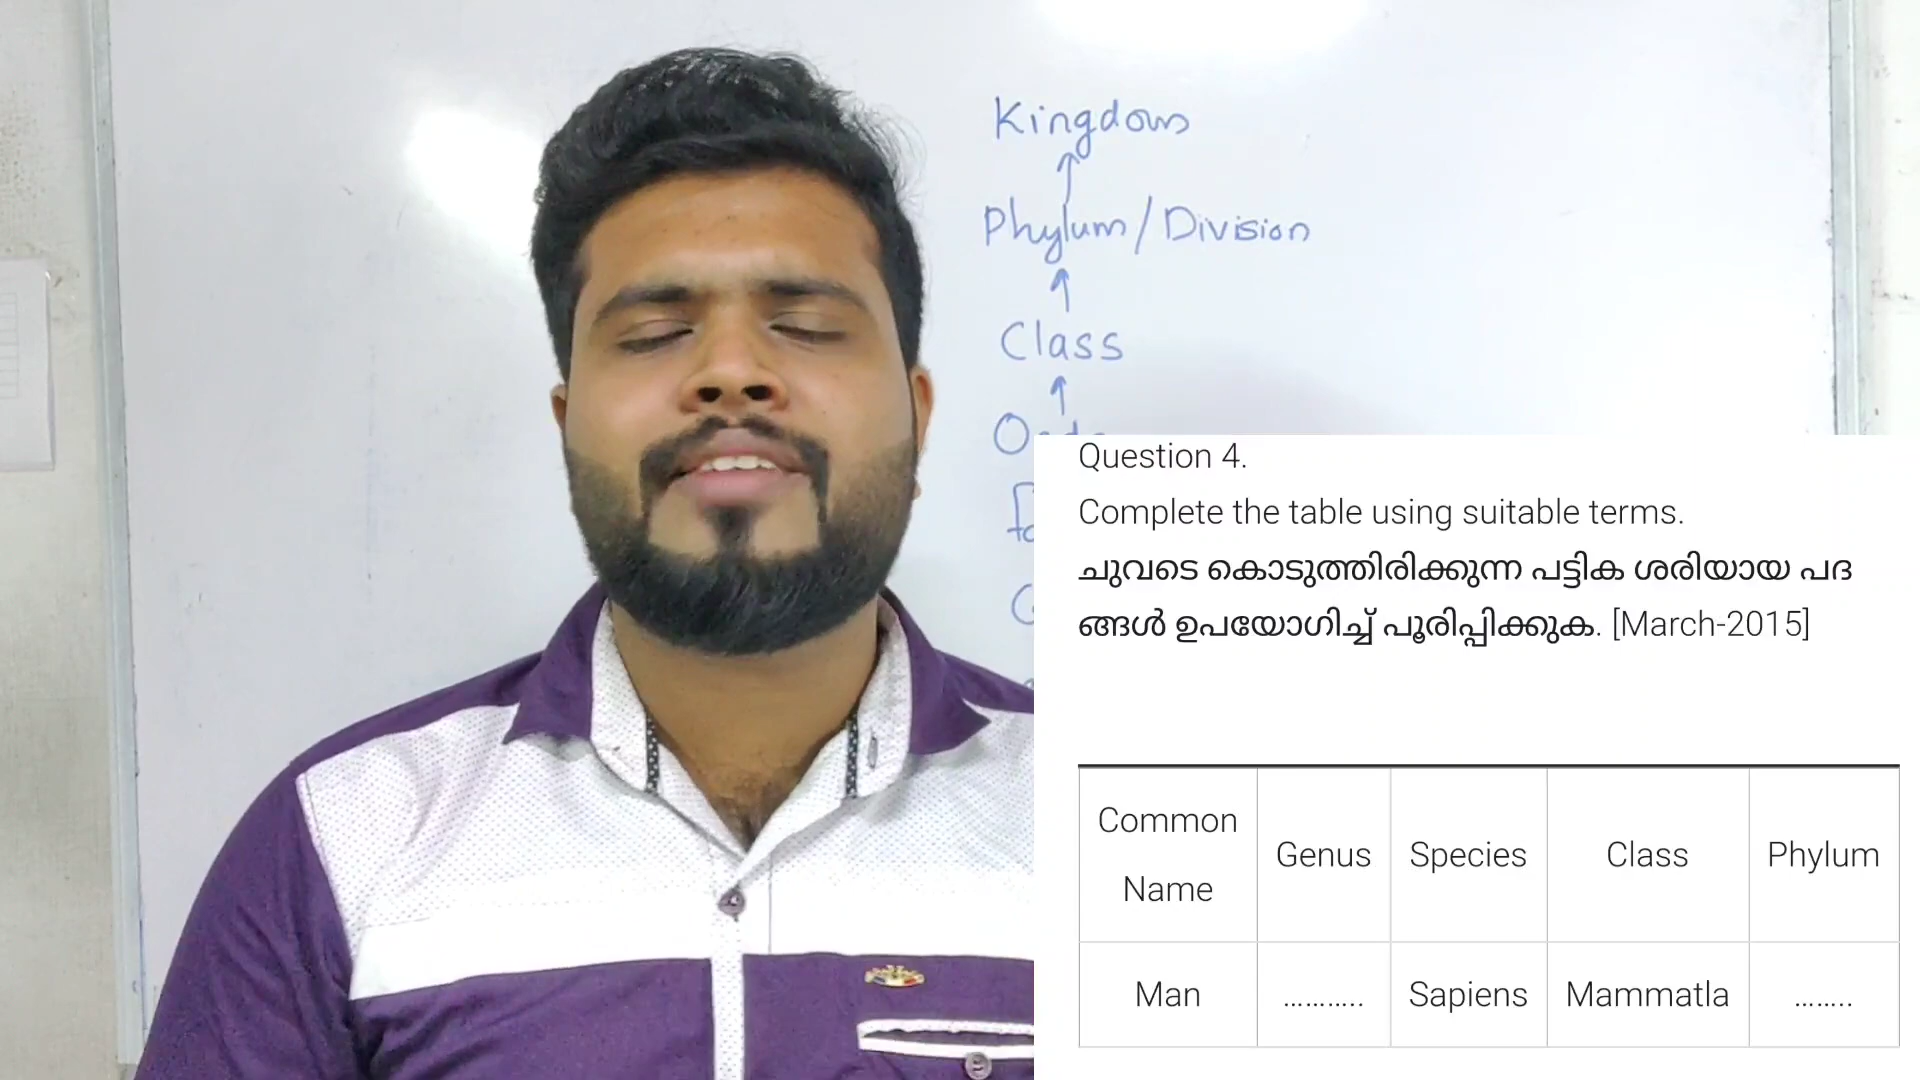 Kingdom
Phylum/Division
Class
Question 4.
Complete the table using suitable terms.
ചുവടെ കൊടുത്തിരിക്കുന്ന പട്ടിക ശരിയായ പദ
ങ്ങൾ ഉപയോഗിച്ച് പൂരിപ്പിക്കുക. [March-2015]
Common Name Genus Species Class Phylum
Man ........... Sapiens Mammatla ........